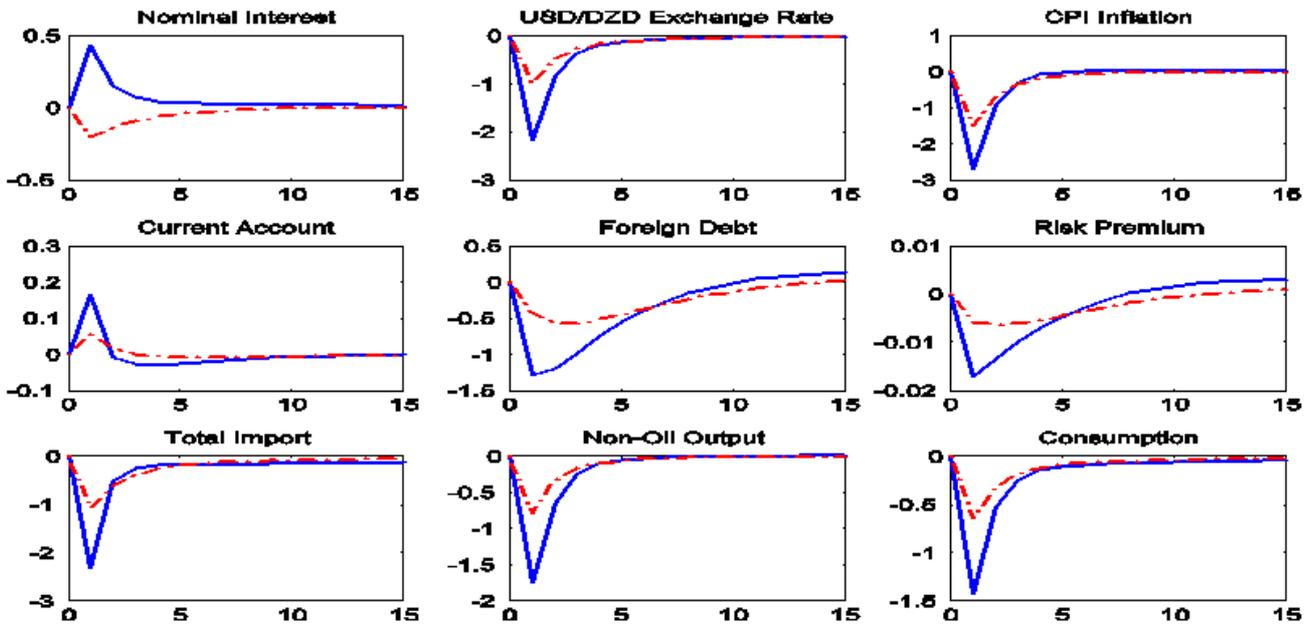 Nominal Interest
0.5
0
-0.5
0 5 10 15
USD/DZD Exchange Rate
0
-1
-2
-3
0 5 10 15
CPI Inflation
1
0
-1
-2
-3
0 5 10 15
Current Account
0.3
0.2
0.1
0
-0.1
0 5 10 15
Foreign Debt
0.5
0
-0.5
-1
-1.5
0 5 10 15
Risk Premium
0.01
0
-0.01
-0.02
0 5 10 15
Total Import
0
-1
-2
-3
0 5 10 15
Non-Oil Output
0
-0.5
-1
-1.5
-2
0 5 10 15
Consumption
0
-0.5
-1
-1.5
0 5 10 15